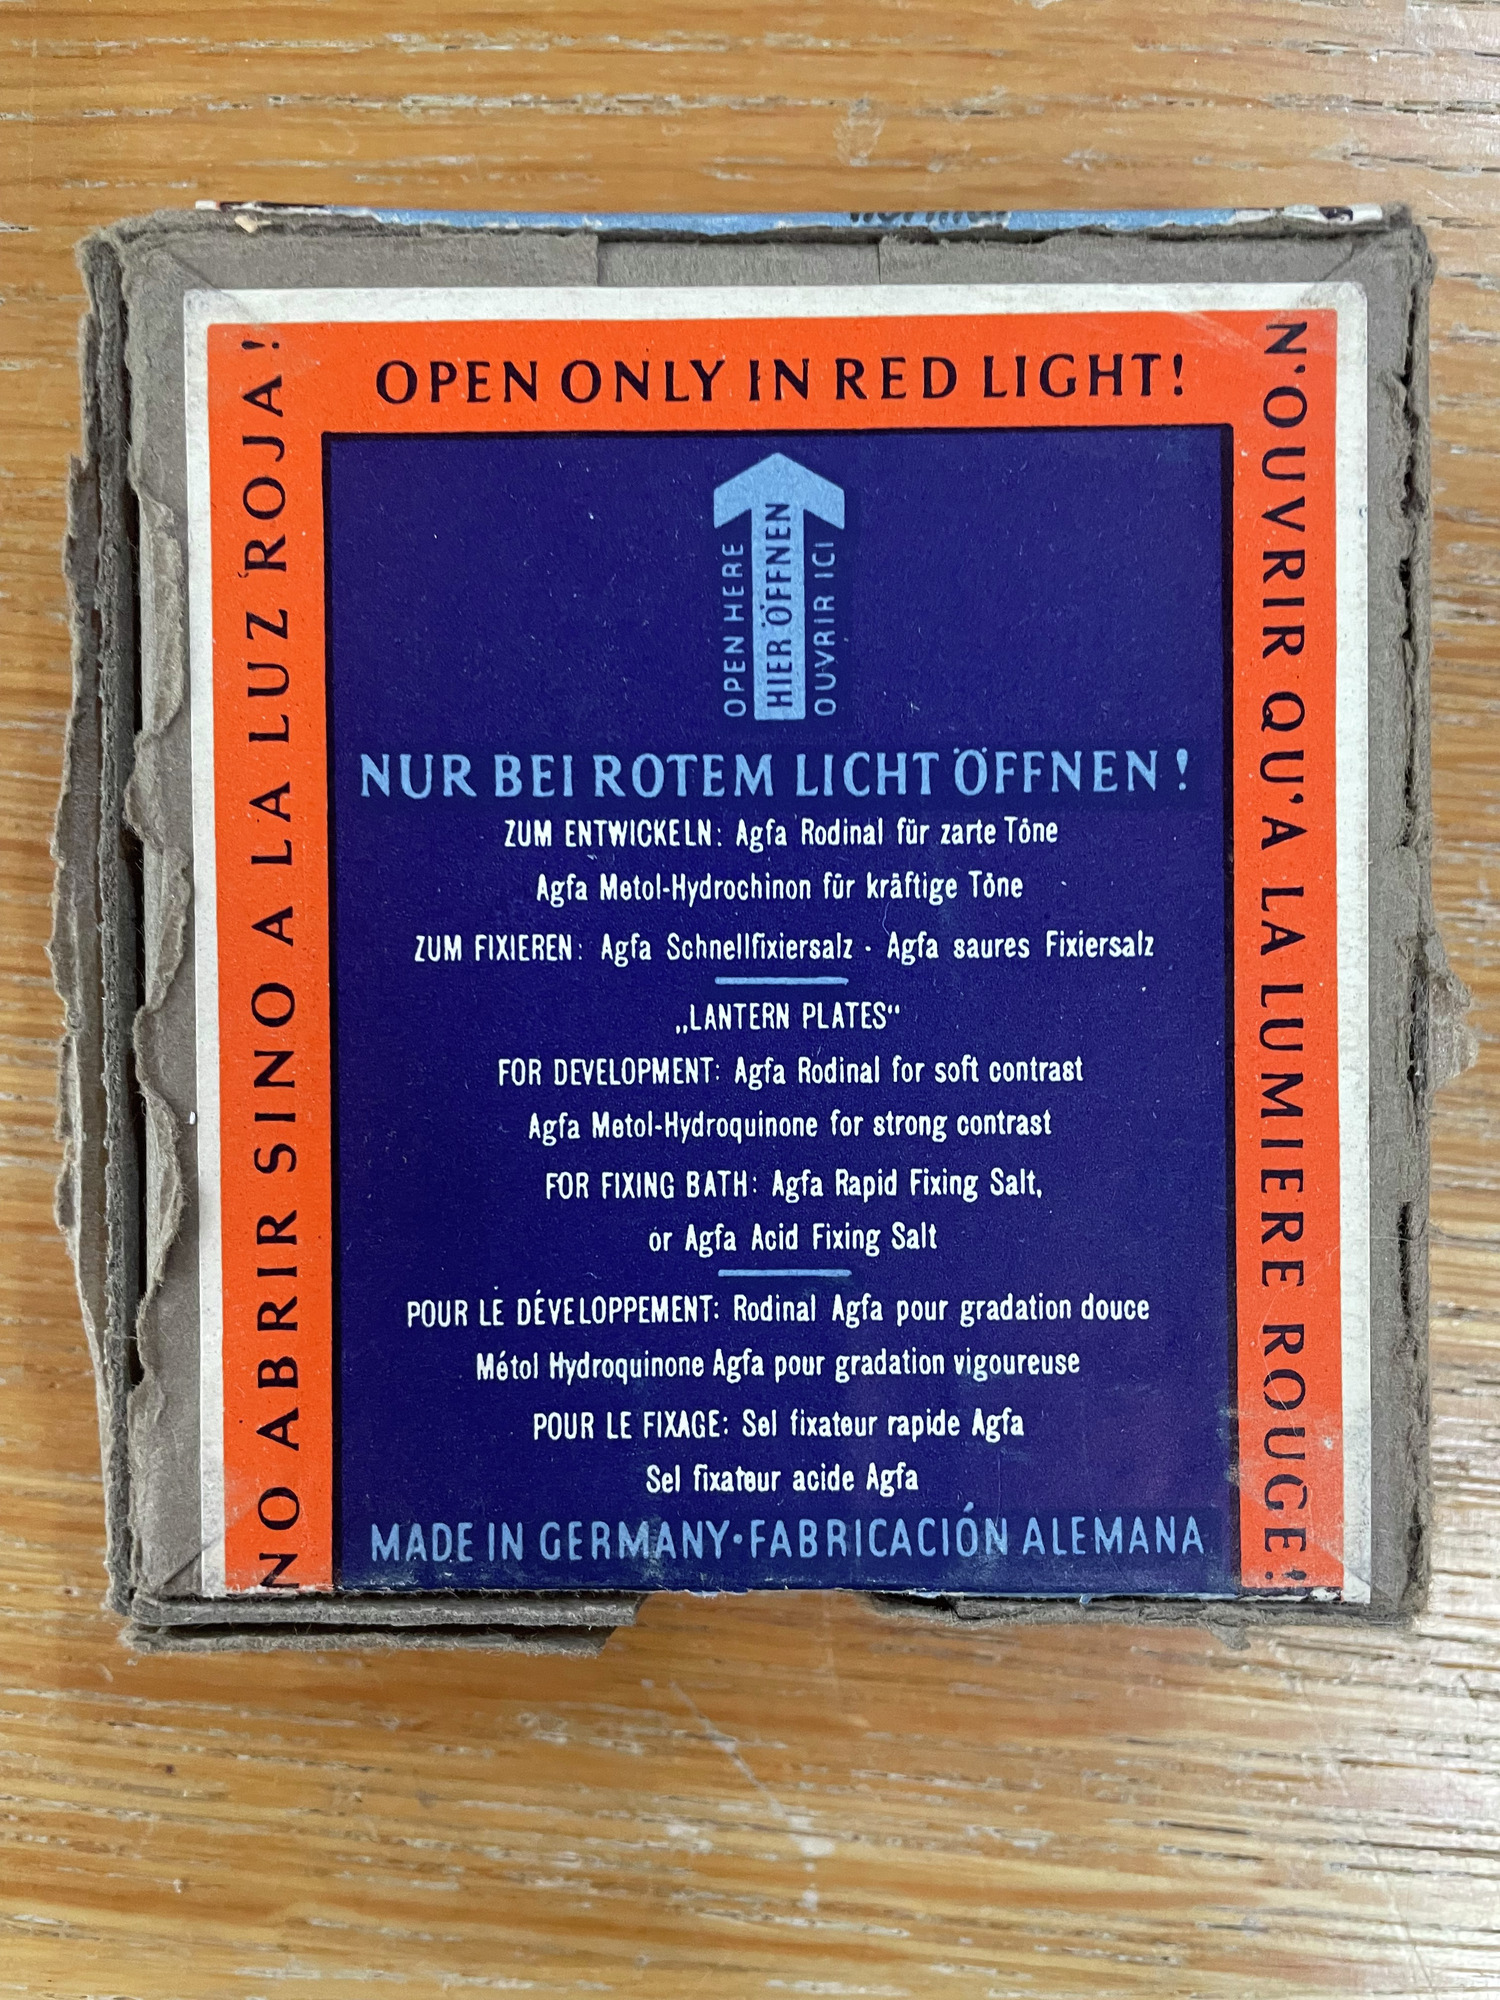 normal
OPEN ONLY IN RED LIGHT!
NO ABRIR SINO A LA LUZ ROJA!
N'OUVRIR QU'A LA LUMIERE ROUGE!
OPEN HERE
HIER ÖFFNEN
OUVRIR ICI
NUR BEI ROTEM LICHT ÖFFNEN!
ZUM ENTWICKELN: Agfa Rodinal für zarte Töne
Agfa Metol-Hydrochinon für kräftige Töne
ZUM FIXIEREN: Agfa Schnellfixiersalz - Agfa saures Fixiersalz
„LANTERN PLATES“
FOR DEVELOPMENT: Agfa Rodinal for soft contrast
Agfa Metol-Hydroquinone for strong contrast
FOR FIXING BATH: Agfa Rapid Fixing Salt,
or Agfa Acid Fixing Salt
POUR LE DÉVELOPPEMENT: Rodinal Agfa pour gradation douce
Métol Hydroquinone Agfa pour gradation vigoureuse
POUR LE FIXAGE: Sel fixateur rapide Agfa
Sel fixateur acide Agfa
MADE IN GERMANY·FABRICACIÓN ALEMANA